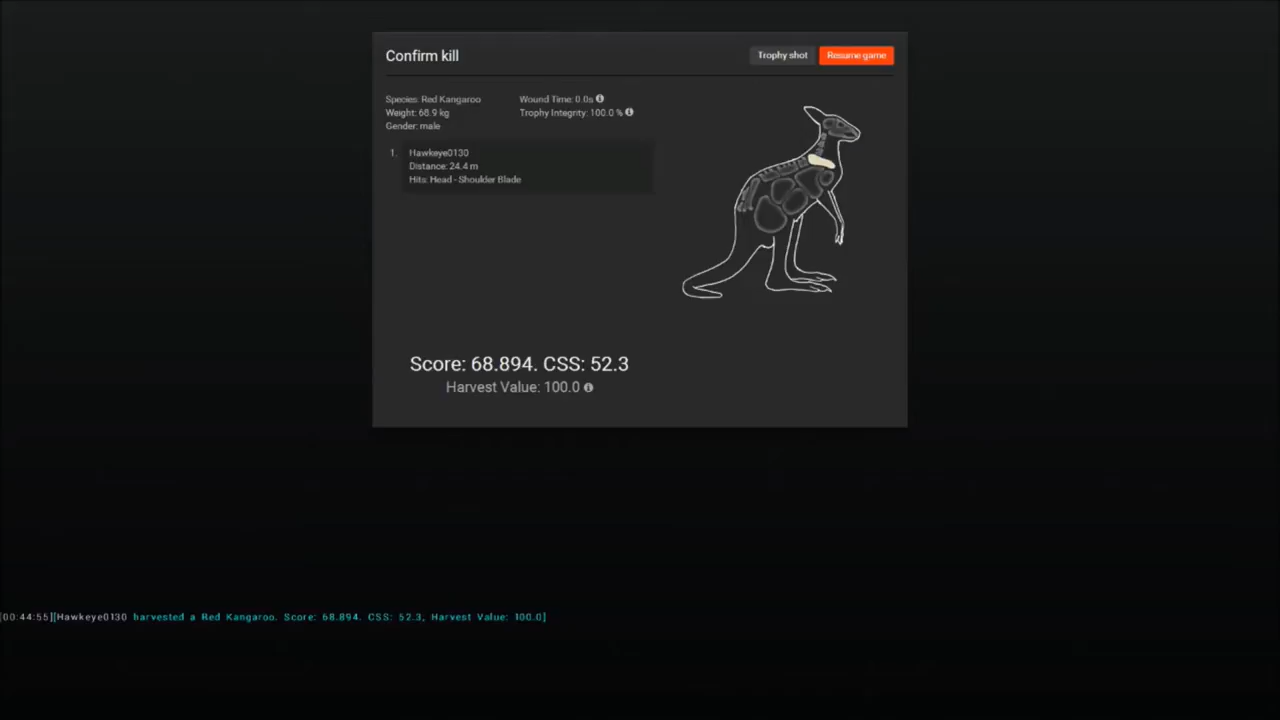 Confirm kill
Trophy shot
Resume game
Species: Red Kangaroo
Weight: 68.9 kg
Gender: male
Wound Time: 0.0s
Trophy Integrity: 100.0 %
1.
Hawkeye0130
Distance: 24.4 m
Hits: Head - Shoulder Blade
Score: 68.894. CSS: 52.3
Harvest Value: 100.0
[00:44:55][Hawkeye0130 harvested a Red Kangaroo. Score: 68.894. CSS: 52.3, Harvest Value: 100.0]